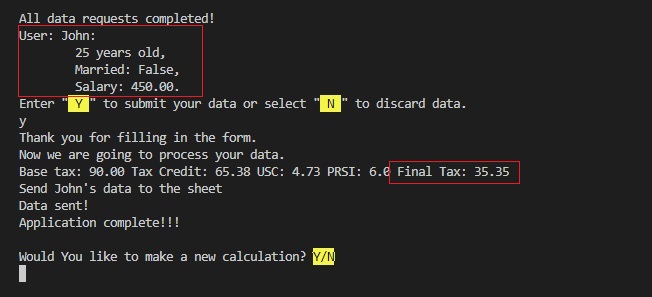 All data requests completed!
User: John:
25 years old,
Married: False,
Salary: 450.00.
Enter " Y " to submit your data or select " N " to discard data.
y
Thank you for filling in the form.
Now we are going to process your data.
Base tax: 90.00 Tax Credit: 65.38 USC: 4.73 PRSI: 6.0 Final Tax: 35.35
Send John's data to the sheet
Data sent!
Application complete!!!
Would You like to make a new calculation? Y/N